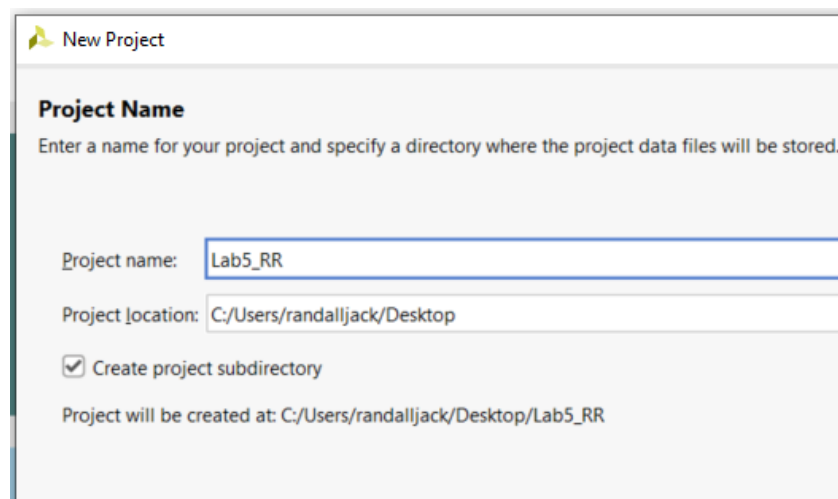 New Project
Project Name
Enter a name for your project and specify a directory where the project data files will be stored.
Project name: Lab5_RR
Project location: C:/Users/randalljack/Desktop
Create project subdirectory
Project will be created at: C:/Users/randalljack/Desktop/Lab5_RR